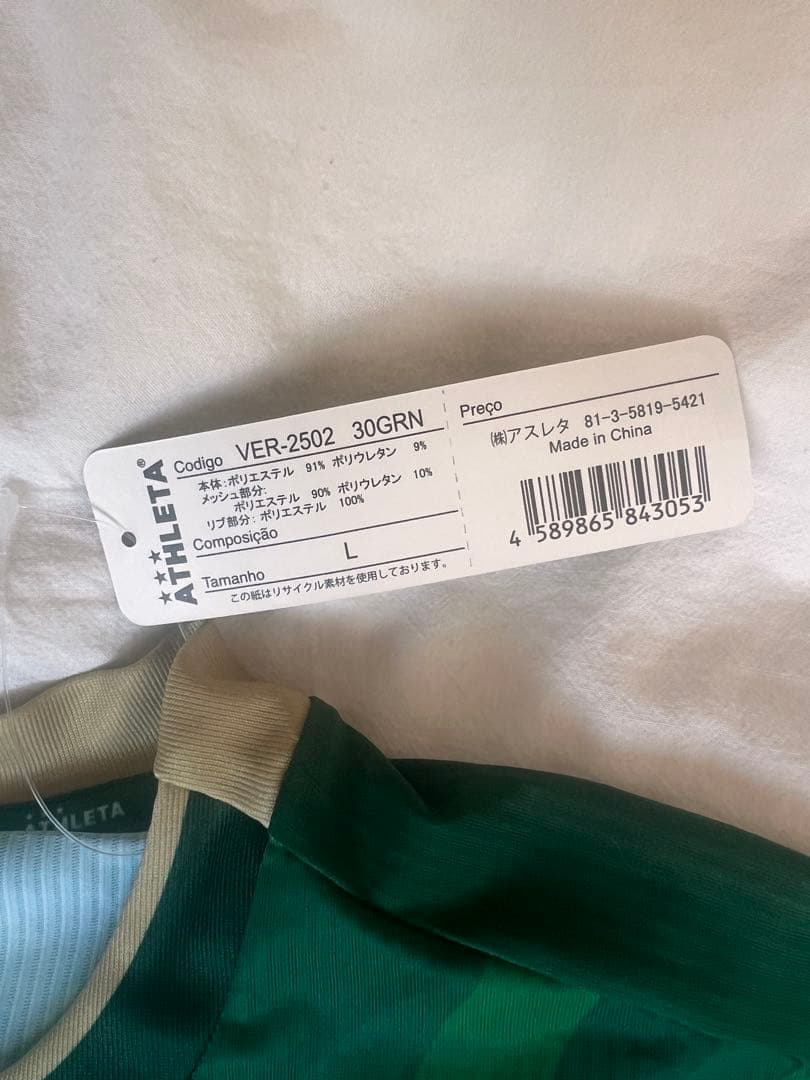 ATHLETA®
Codigo VER-2502 30GRN
本体:ポリエステル 91% ポリウレタン 9%
メッシュ部分:
ポリエステル 90% ポリウレタン 10%
リブ部分: ポリエステル 100%
Composição
L
Tamanho
この紙はリサイクル素材を使用しております。
Preço
㈱アスレタ 81-3-5819-5421
Made in China
4 589865 843053
ATHLETA